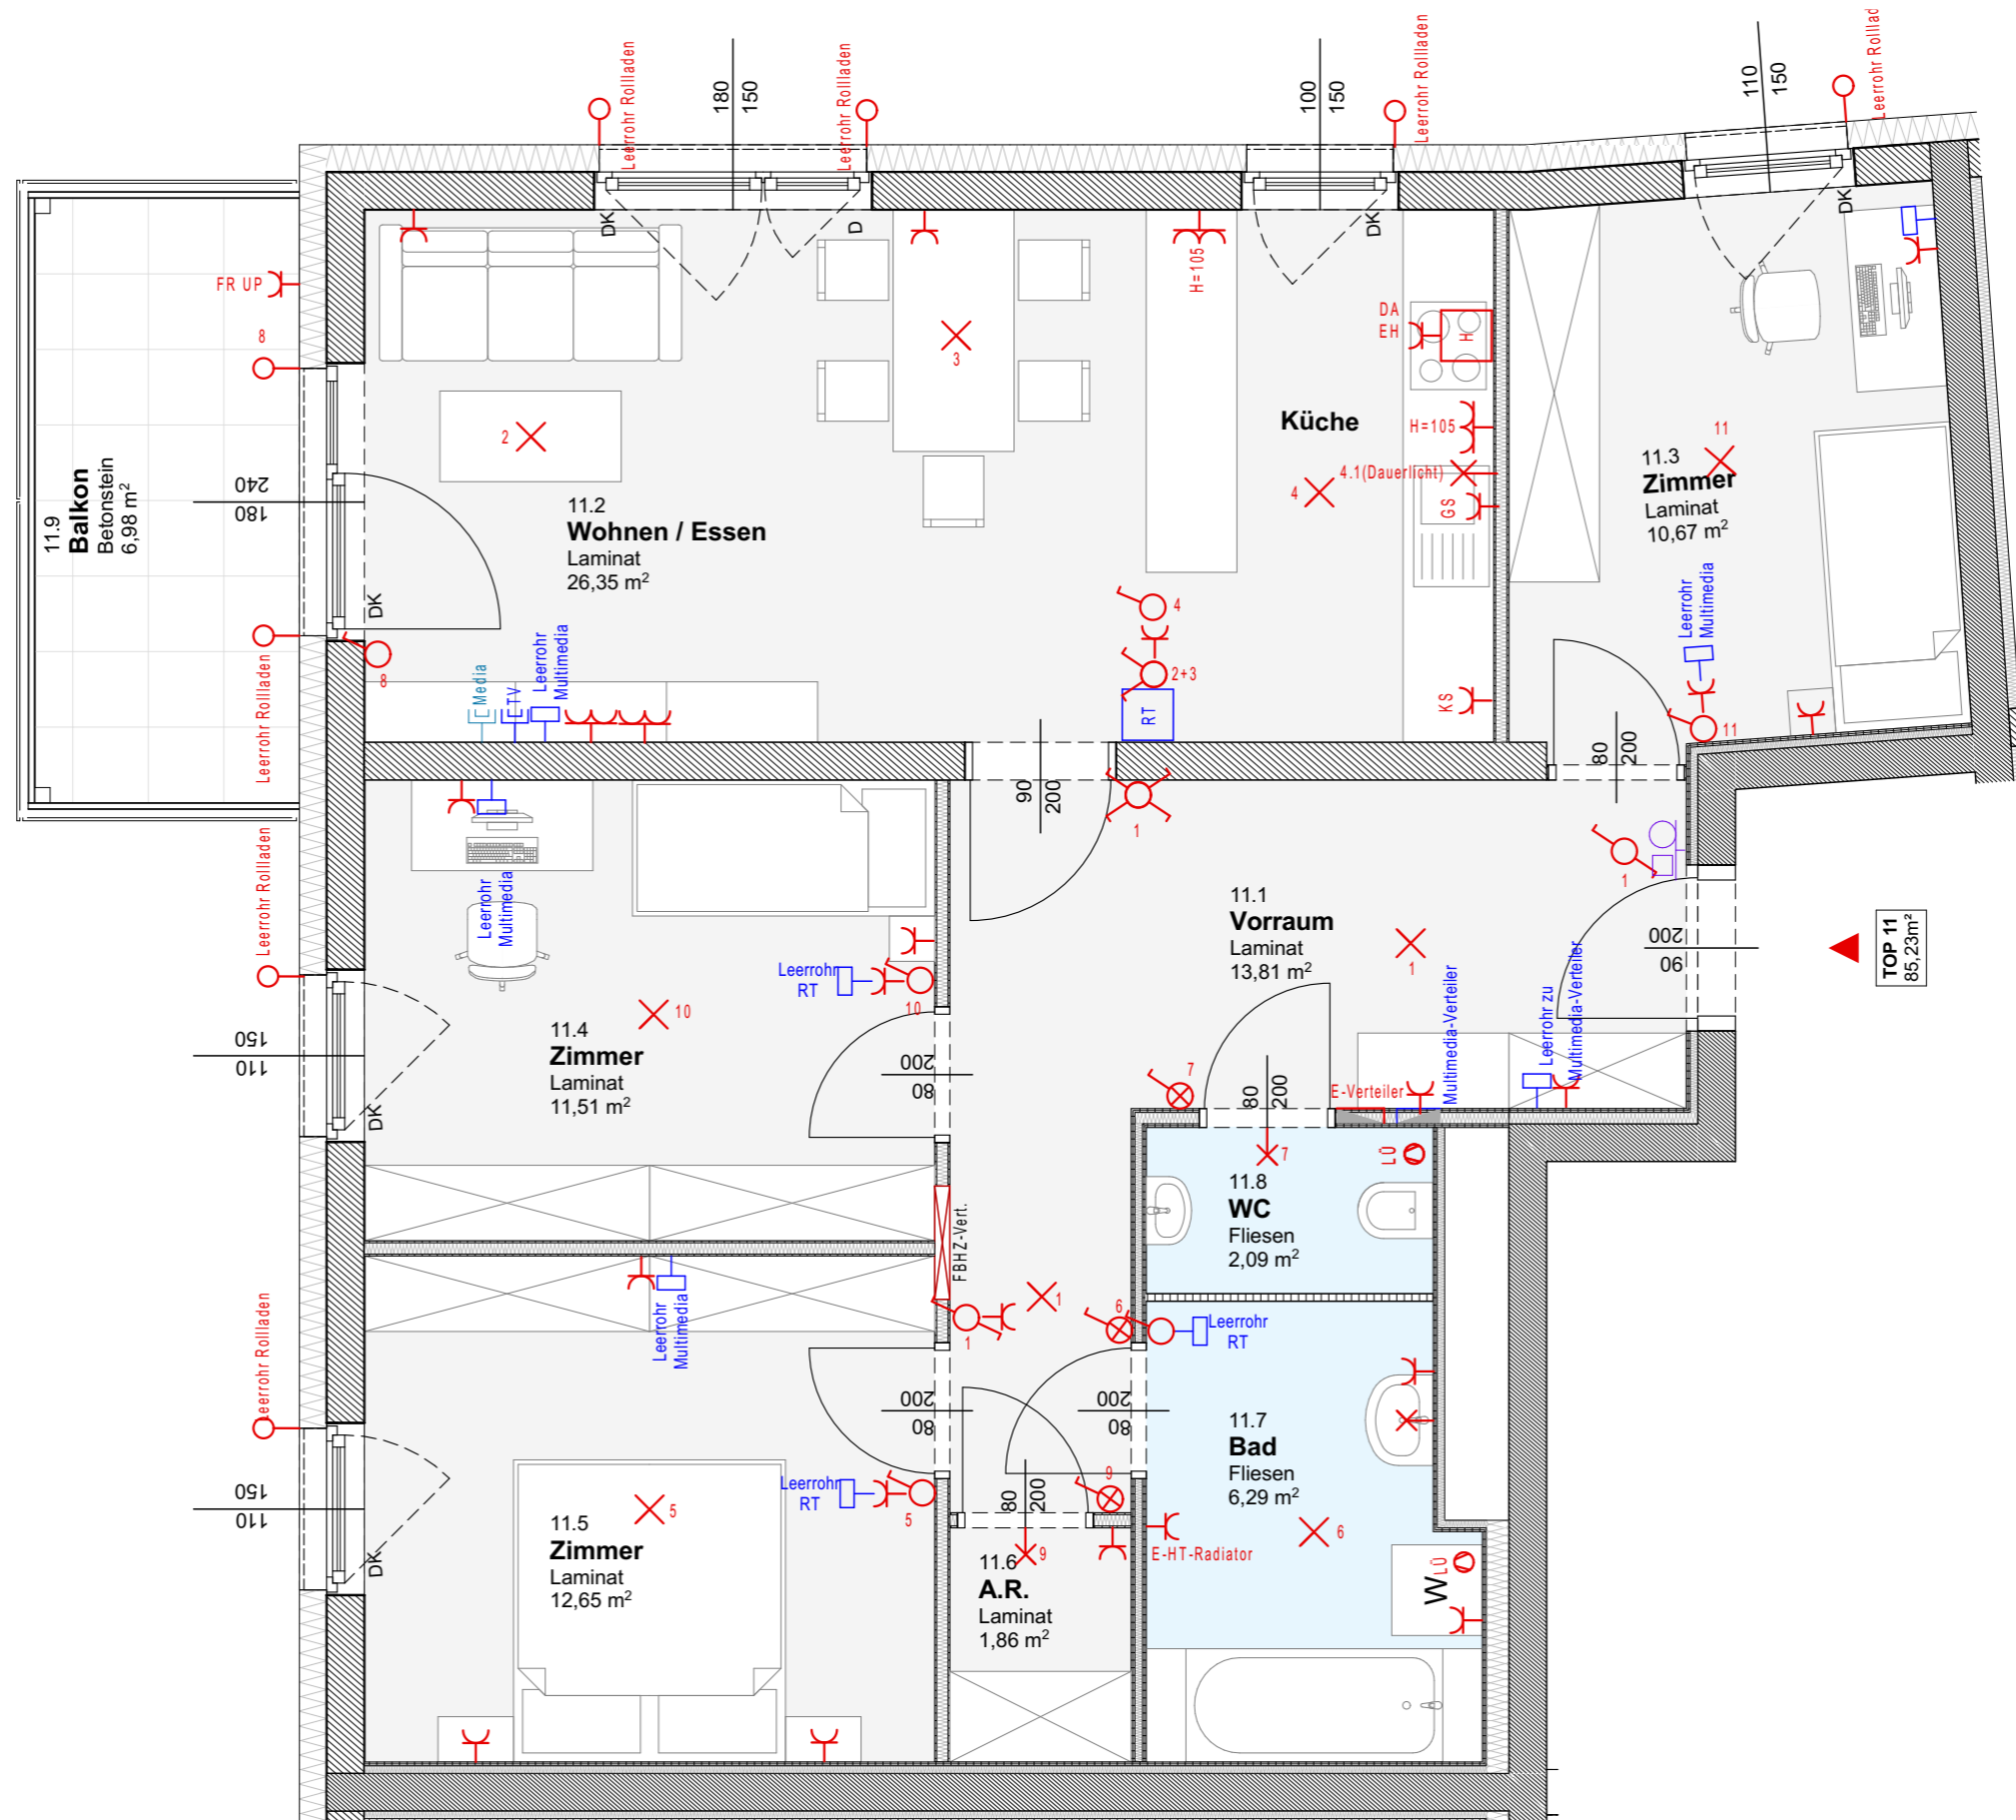 Leerrohr Rollladen
180
150
Leerrohr Rollladen
100
150
Leerrohr Rollladen
110
150
Leerrohr Rolllad
DK
D
DK
DK
FR UP
8
H=105
DA
EH
H
3
2
Küche
H=105
4.1(Dauerlicht)
4
GS
11
11.3
Zimmer
Laminat
10,67 m²
11.9
Balkon
Betonstein
6,98 m²
240
180
11.2
Wohnen / Essen
Laminat
26,35 m²
DK
8
Leerrohr Rollladen
Media
TV
Leerrohr
Multimedia
4
2+3
RT
KS
Leerrohr
Multimedia
11
80
200
90
200
1
1
Leerrohr Rollladen
Leerrohr
Multimedia
Leerrohr
RT
10
10
11.4
Zimmer
Laminat
11,51 m²
150
110
DK
200
80
11.1
Vorraum
Laminat
13,81 m²
1
200
90
TOP 11
85,23m²
7
80
200
E-Verteiler
Multimedia-Verteiler
Leerrohr zu
Multimedia-Verteiler
7
LÜ
11.8
WC
Fliesen
2,09 m²
FBHZ-Vert.
1
1
6
Leerrohr
RT
Leerrohr Rollladen
Leerrohr
Multimedia
200
80
200
80
11.7
Bad
Fliesen
6,29 m²
6
Leerrohr
RT
5
5
11.5
Zimmer
Laminat
12,65 m²
150
110
DK
80
200
9
9
11.6
A.R.
Laminat
1,86 m²
E-HT-Radiator
W
LÜ